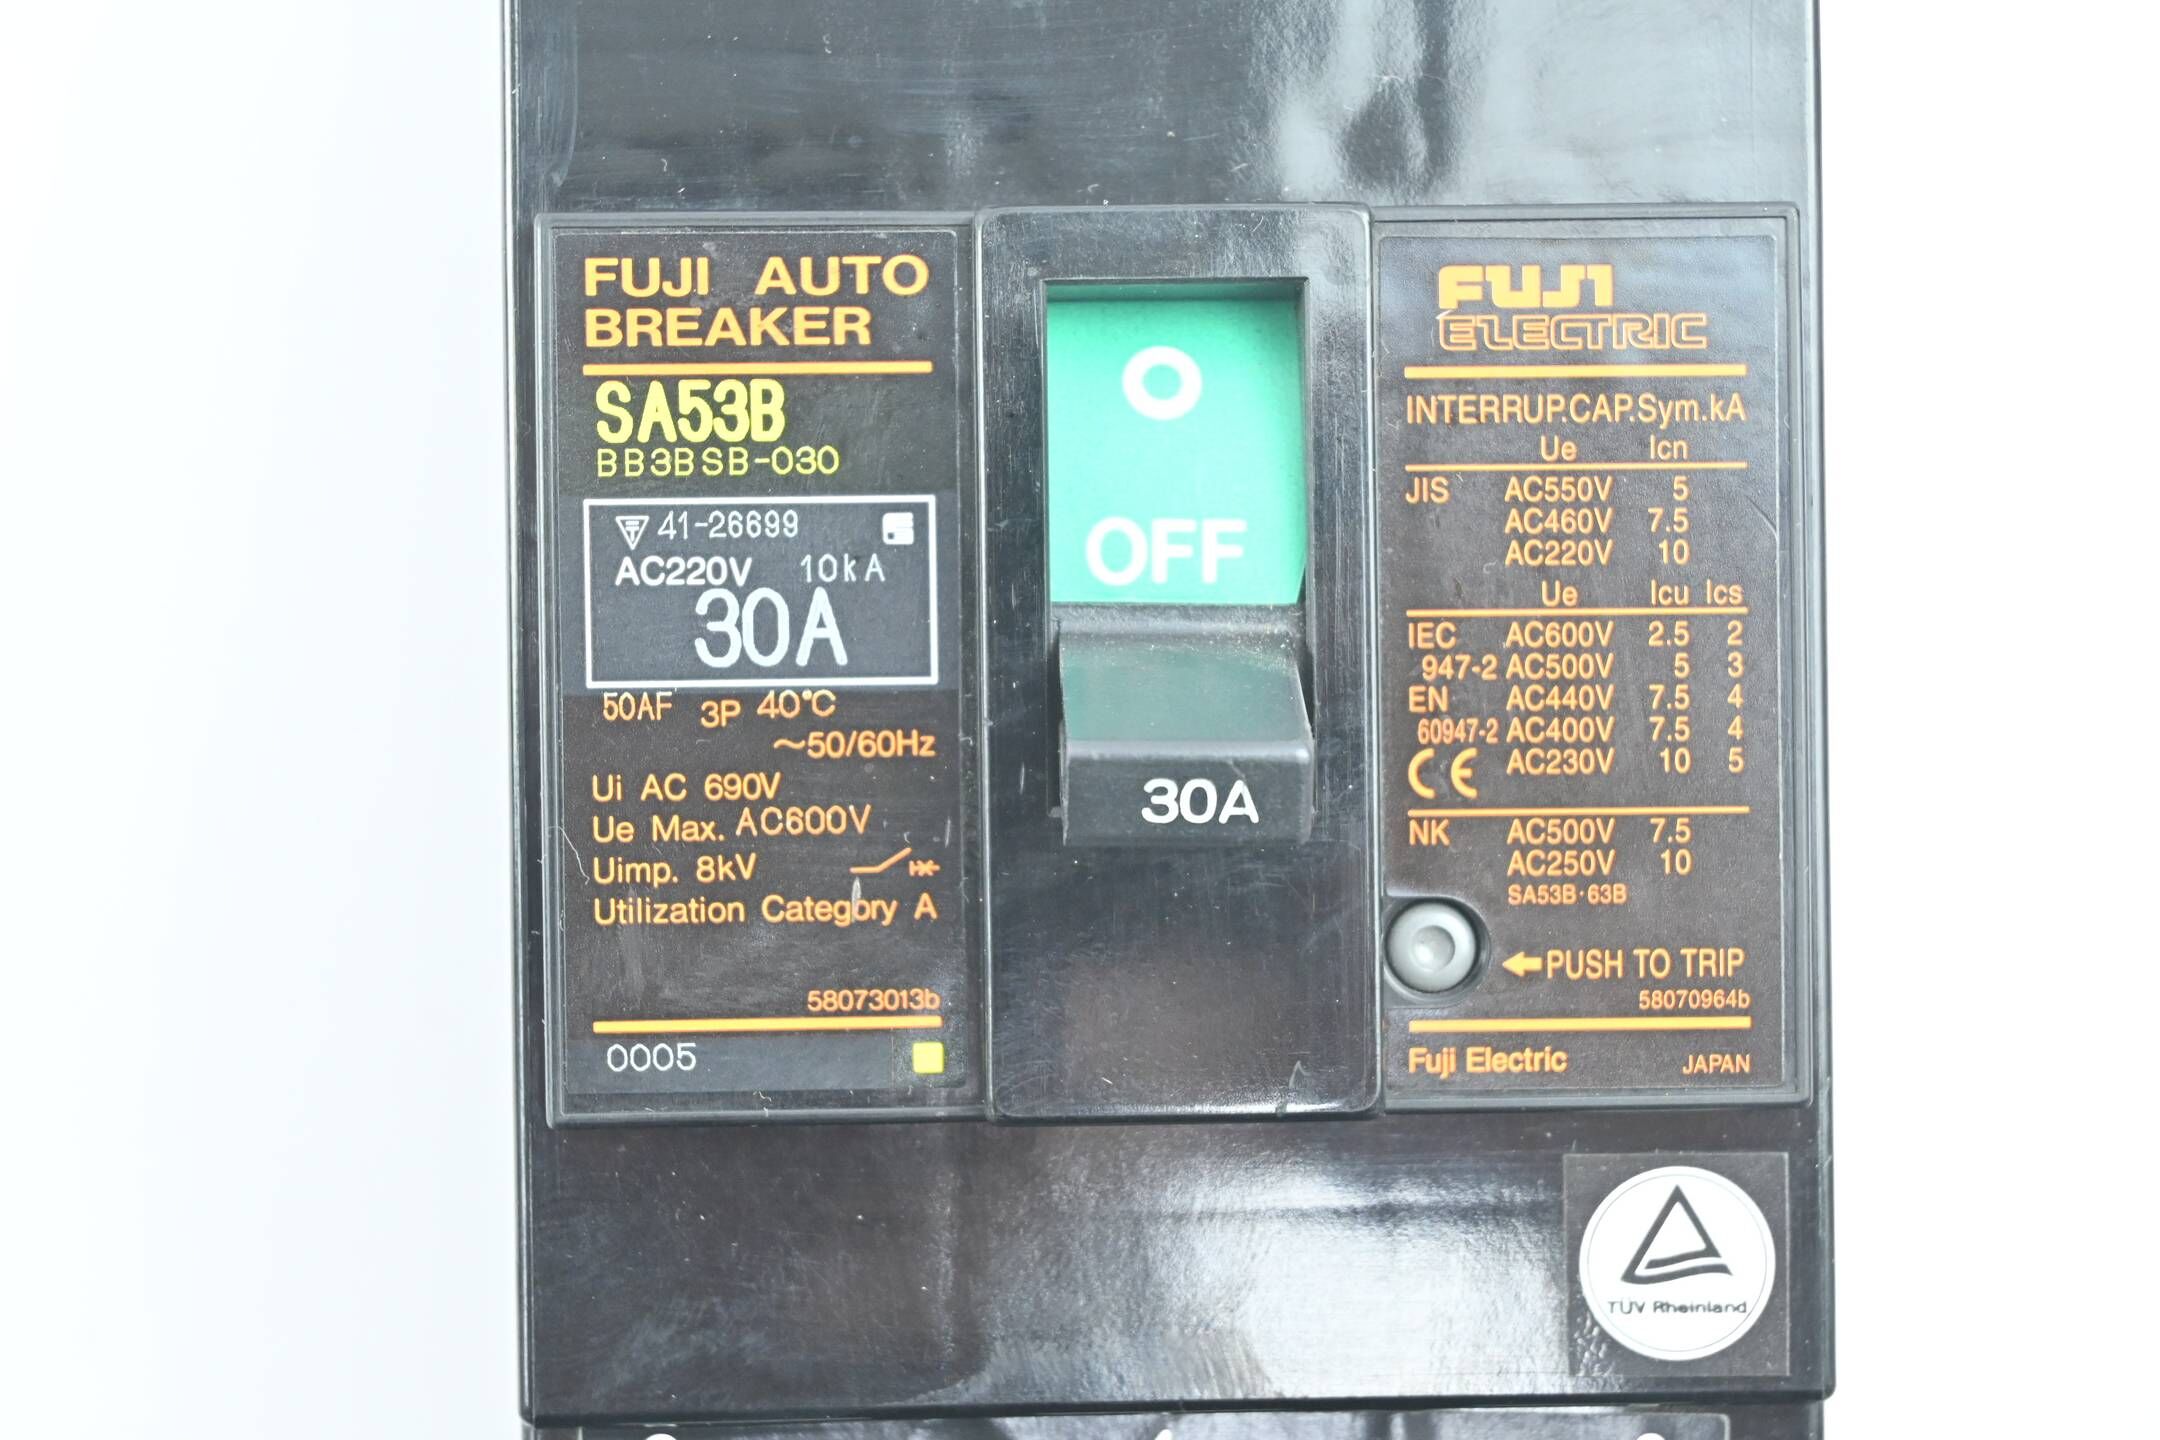 FUJI AUTO
BREAKER
SA53B
BB3BSB-030
41-26699
AC220V 10kA
30A
50AF 3P 40°C
~50/60Hz
Ui AC 690V
Ue Max. AC600V
Uimp. 8kV
Utilization Category A
58073013b
0005
O
OFF
30A
FUJI
ELECTRIC
INTERRUP.CAP.Sym.kA
Ue Icn
JIS AC550V 5
AC460V 7.5
AC220V 10
Ue Icu Ics
IEC AC600V 2.5 2
947-2 AC500V 5 3
EN AC440V 7.5 4
60947-2 AC400V 7.5 4
CE AC230V 10 5
NK AC500V 7.5
AC250V 10
SA53B·63B
←PUSH TO TRIP
58070964b
Fuji Electric JAPAN
TÜV Rheinland